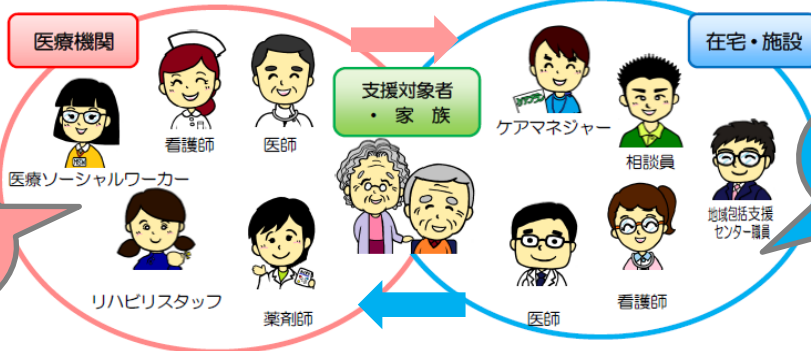 医療機関
在宅・施設
支援対象者
・ 家 族
看護師
医師
医療ソーシャルワーカー
リハビリスタッフ
薬剤師
ケアマネジャー
相談員
地域包括支援
センター職員
医師
看護師